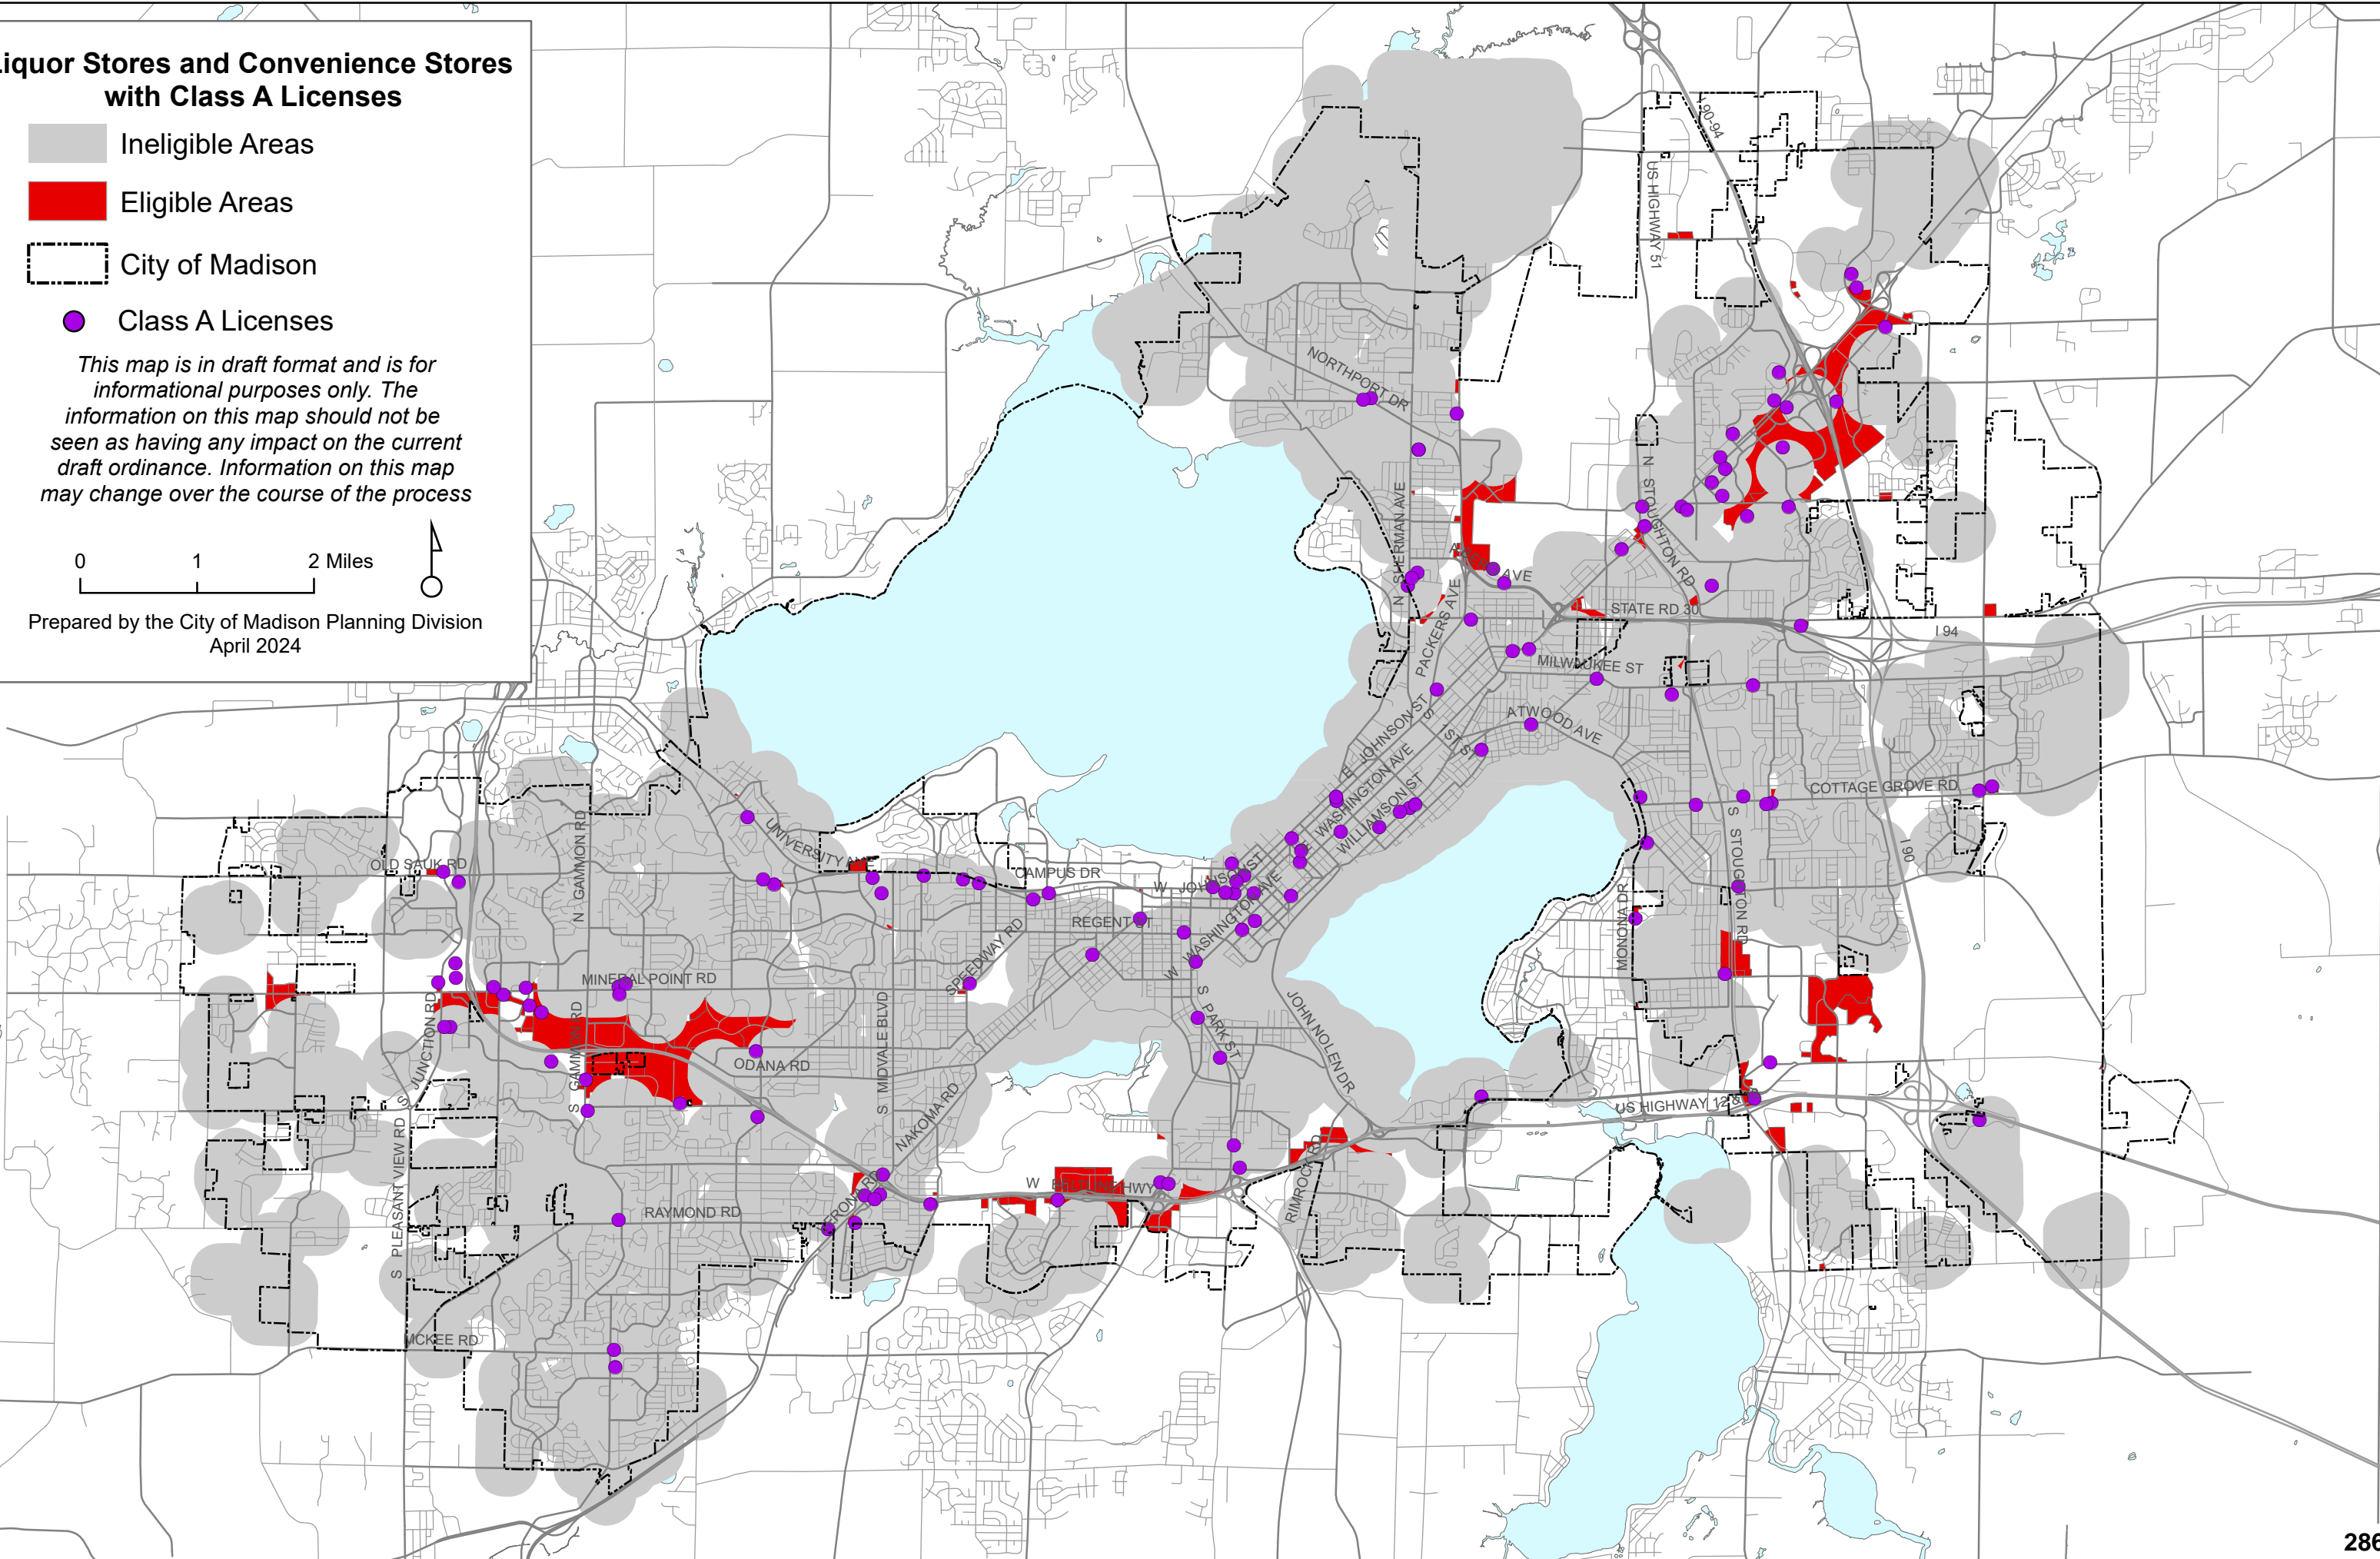 iquor Stores and Convenience Stores
with Class A Licenses
Ineligible Areas
Eligible Areas
City of Madison
Class A Licenses
This map is in draft format and is for
informational purposes only. The
information on this map should not be
seen as having any impact on the current
draft ordinance. Information on this map
may change over the course of the process
0 1 2 Miles
Prepared by the City of Madison Planning Division
April 2024
I 90-94
US HIGHWAY 51
NORTHPORT DR
N SHERMAN AVE
N STOUGHTON RD
AVE
STATE RD 30
I 94
PACKERS AVE
MILWAUKEE ST
E JOHNSON ST
S 1ST ST
ATWOOD AVE
E WASHINGTON AVE
WILLIAMSON ST
COTTAGE GROVE RD
S STOUGHTON RD
I 90
N GAMMON RD
UNIVERSITY AVE
OLD SAUK RD
CAMPUS DR
W JOHNSON ST
REGENT ST
W WASHINGTON AVE
SPEEDWAY RD
MONONA DR
MINERAL POINT RD
S JUNCTION RD
S GAMMON RD
S MIDVALE BLVD
ODANA RD
S PARK ST
JOHN NOLEN DR
NAKOMA RD
US HIGHWAY 12 &
S PLEASANT VIEW RD
RAYMOND RD
VERONA RD
W BELTLINE HWY
RIMROCK RD
MCKEE RD
286